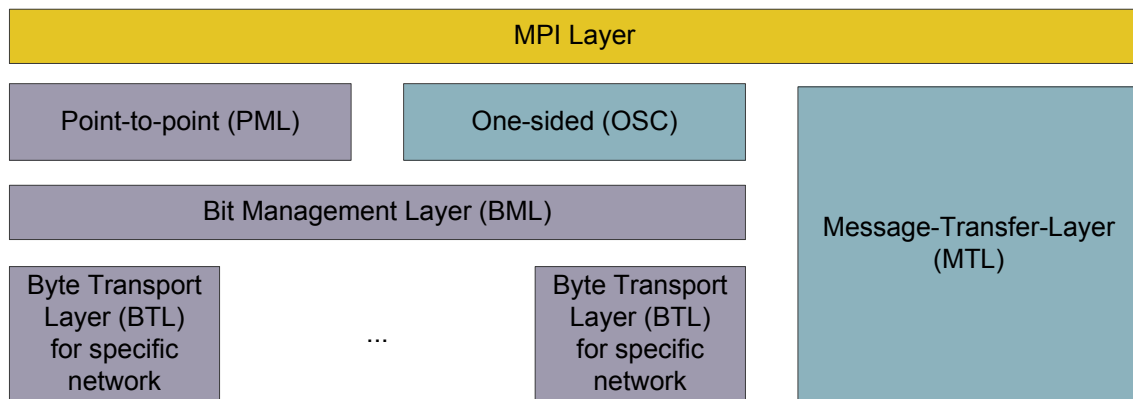 MPI Layer
Point-to-point (PML)
One-sided (OSC)
Bit Management Layer (BML)
Message-Transfer-Layer
(MTL)
Byte Transport
Layer (BTL)
for specific
network
...
Byte Transport
Layer (BTL)
for specific
network